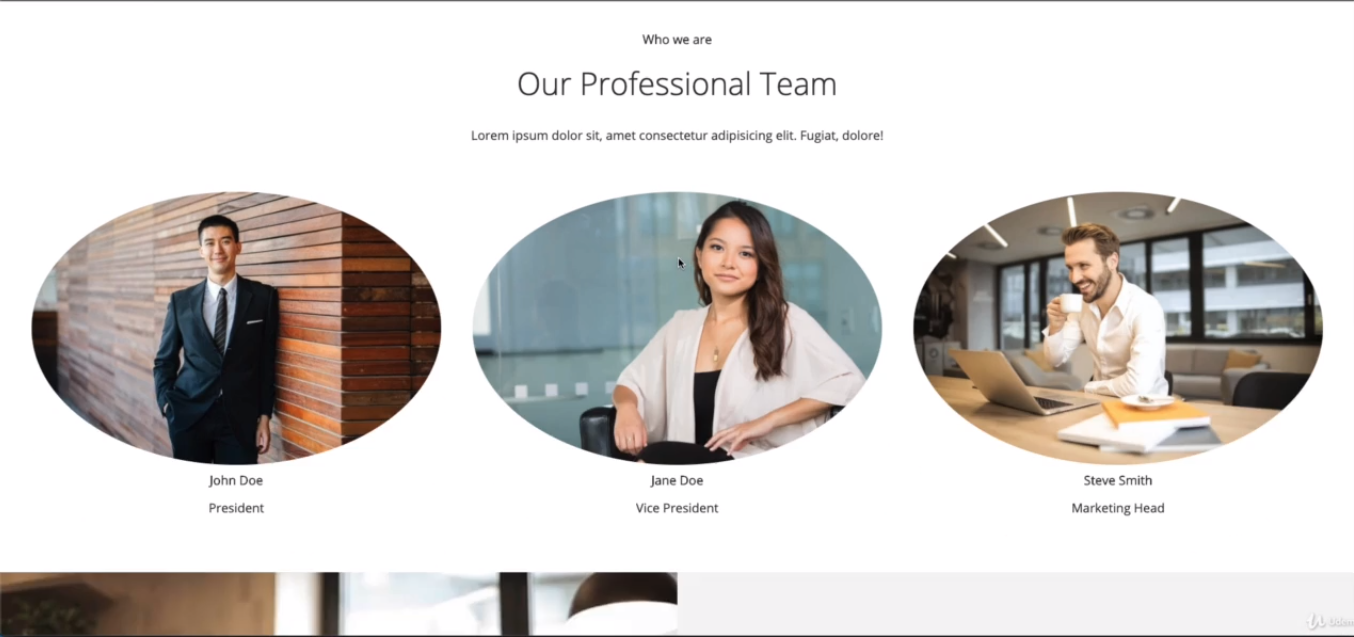 Who we are
Our Professional Team
Lorem ipsum dolor sit, amet consectetur adipisicing elit. Fugiat, dolore!
John Doe
Jane Doe
Steve Smith
President
Vice President
Marketing Head